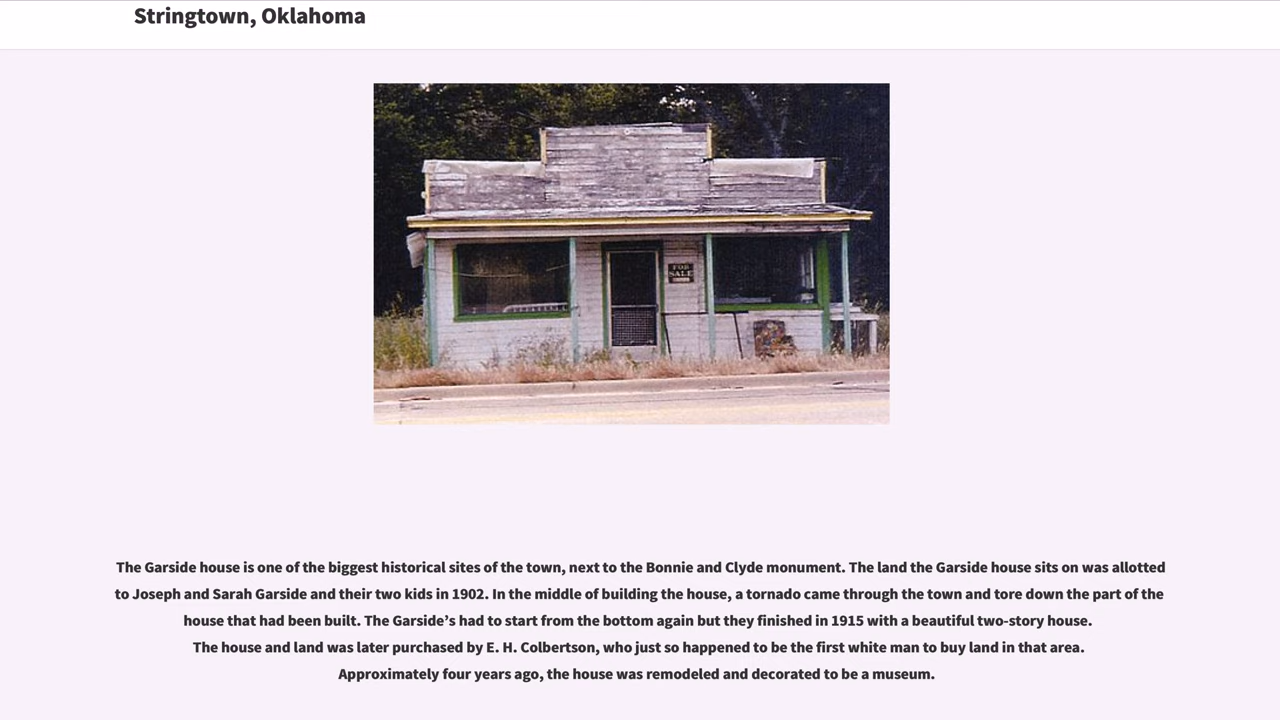 Stringtown, Oklahoma
FOR
SALE
The Garside house is one of the biggest historical sites of the town, next to the Bonnie and Clyde monument. The land the Garside house sits on was allotted
to Joseph and Sarah Garside and their two kids in 1902. In the middle of building the house, a tornado came through the town and tore down the part of the
house that had been built. The Garside’s had to start from the bottom again but they finished in 1915 with a beautiful two-story house.
The house and land was later purchased by E. H. Colbertson, who just so happened to be the first white man to buy land in that area.
Approximately four years ago, the house was remodeled and decorated to be a museum.